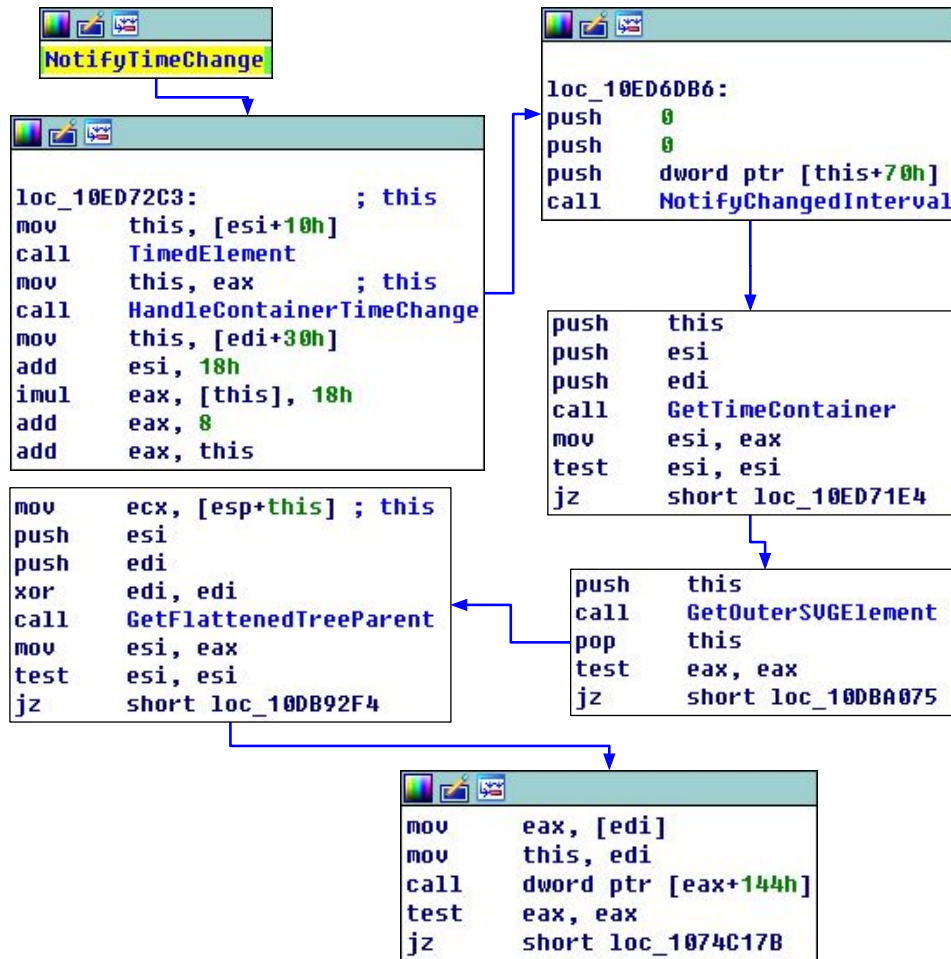 NotifyTimeChange
loc_10ED72C3: ; this
mov this, [esi+10h]
call TimedElement
mov this, eax ; this
call HandleContainerTimeChange
mov this, [edi+30h]
add esi, 18h
imul eax, [this], 18h
add eax, 8
add eax, this
loc_10ED6DB6:
push 0
push 0
push dword ptr [this+70h]
call NotifyChangedInterval
push this
push esi
push edi
call GetTimeContainer
mov esi, eax
test esi, esi
jz short loc_10ED71E4
push this
call GetOuterSVGElement
pop this
test eax, eax
jz short loc_10DBA075
mov ecx, [esp+this] ; this
push esi
push edi
xor edi, edi
call GetFlattenedTreeParent
mov esi, eax
test esi, esi
jz short loc_10DB92F4
mov eax, [edi]
mov this, edi
call dword ptr [eax+144h]
test eax, eax
jz short loc_1074C17B